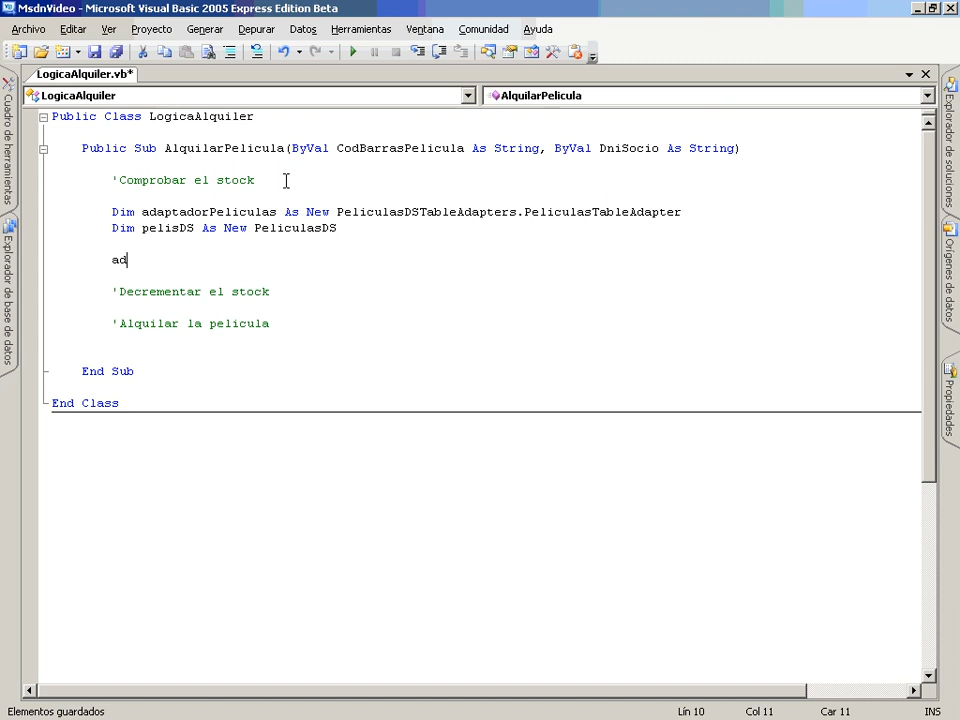 MsdnVideo - Microsoft Visual Basic 2005 Express Edition Beta
Archivo Editar Ver Proyecto Generar Depurar Datos Herramientas Ventana Comunidad Ayuda
LogicaAlquiler.vb*
LogicaAlquiler AlquilarPelicula
Public Class LogicaAlquiler
Public Sub AlquilarPelicula(ByVal CodBarrasPelicula As String, ByVal DniSocio As String)
'Comprobar el stock
Dim adaptadorPeliculas As New PeliculasDSTableAdapters.PeliculasTableAdapter
Dim pelisDS As New PeliculasDS
ad
'Decrementar el stock
'Alquilar la pelicula
End Sub
End Class
Cuadro de herramientas
Explorador de base de datos
Explorador de soluciones
Orígenes de datos
Propiedades
Elementos guardados Lín 10 Col 11 Car 11 INS